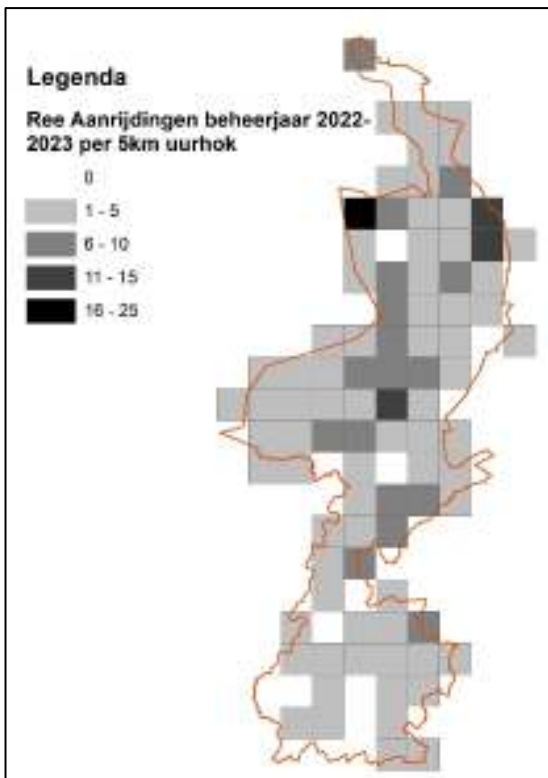 Legenda
Ree Aanrijdingen beheerjaar 2022-
2023 per 5km uurhok
0
1 - 5
6 - 10
11 - 15
16 - 25